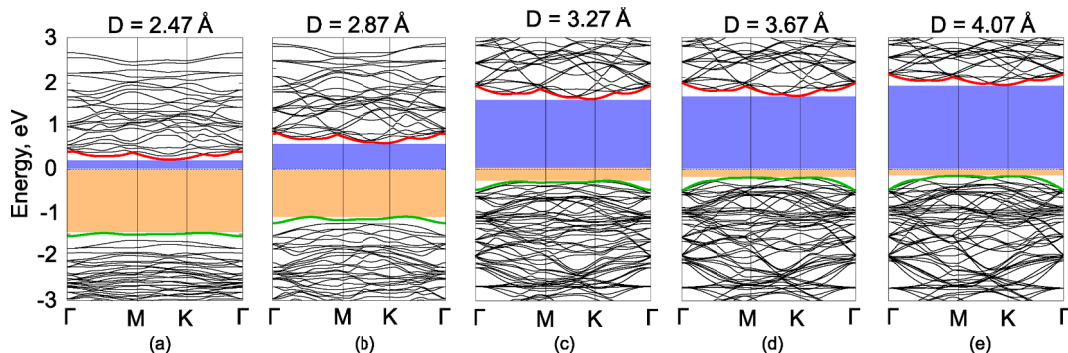 D = 2.47 Å D = 2.87 Å D = 3.27 Å D = 3.67 Å D = 4.07 Å
Energy, eV
3
2
1
0
-1
-2
-3
Γ M K Γ Γ M K Γ Γ M K Γ Γ M K Γ Γ M K Γ
(a) (b) (c) (d) (e)